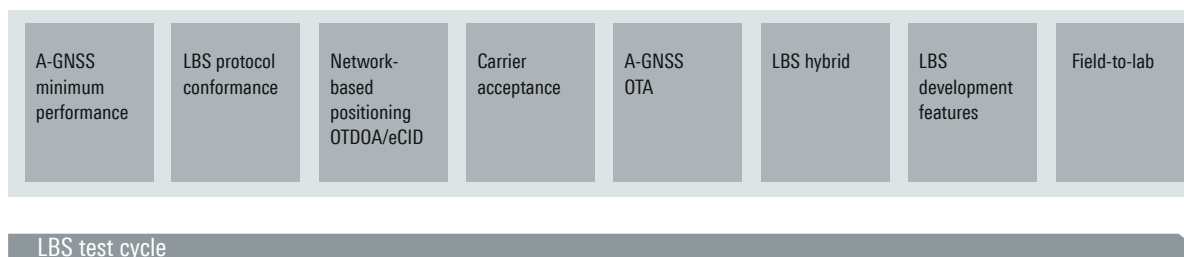 A-GNSS
minimum
performance
LBS protocol
conformance
Network-
based
positioning
OTDOA/eCID
Carrier
acceptance
A-GNSS
OTA
LBS hybrid
LBS
development
features
Field-to-lab
LBS test cycle